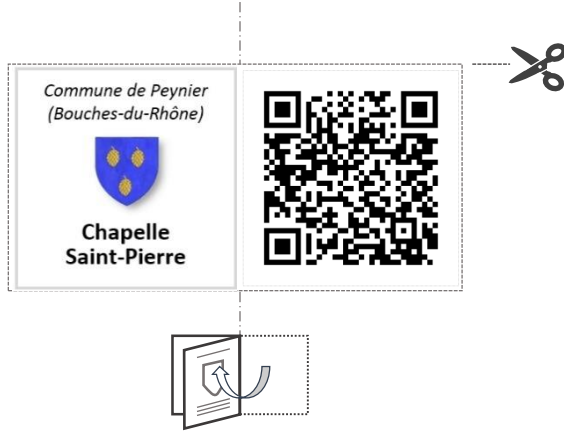 Commune de Peynier
(Bouches-du-Rhône)
Chapelle
Saint-Pierre